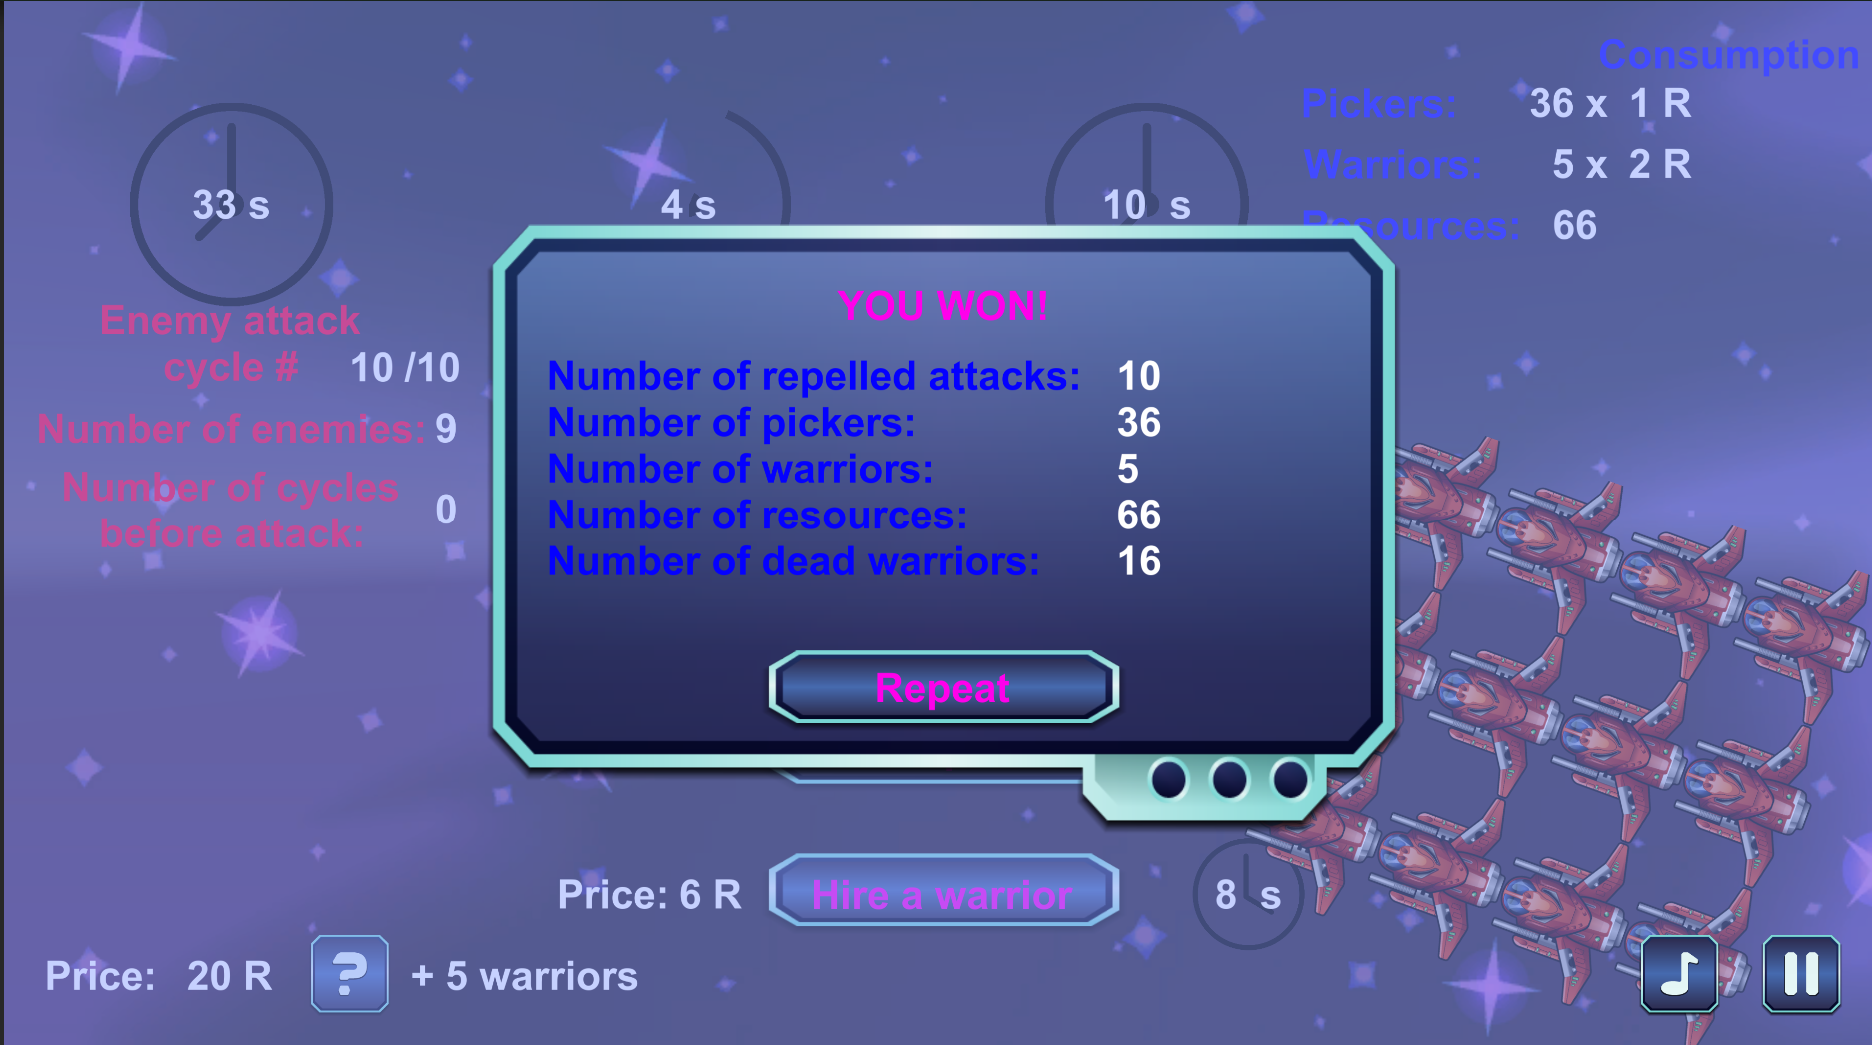 Consumption
Pickers: 36 x 1 R
Warriors: 5 x 2 R
Resources: 66
33 s
4 s
10 s
Enemy attack
cycle # 10 /10
Number of enemies: 9
Number of cycles
before attack: 0
YOU WON!
Number of repelled attacks: 10
Number of pickers: 36
Number of warriors: 5
Number of resources: 66
Number of dead warriors: 16
Repeat
Price: 6 R Hire a warrior 8 s
Price: 20 R ? + 5 warriors